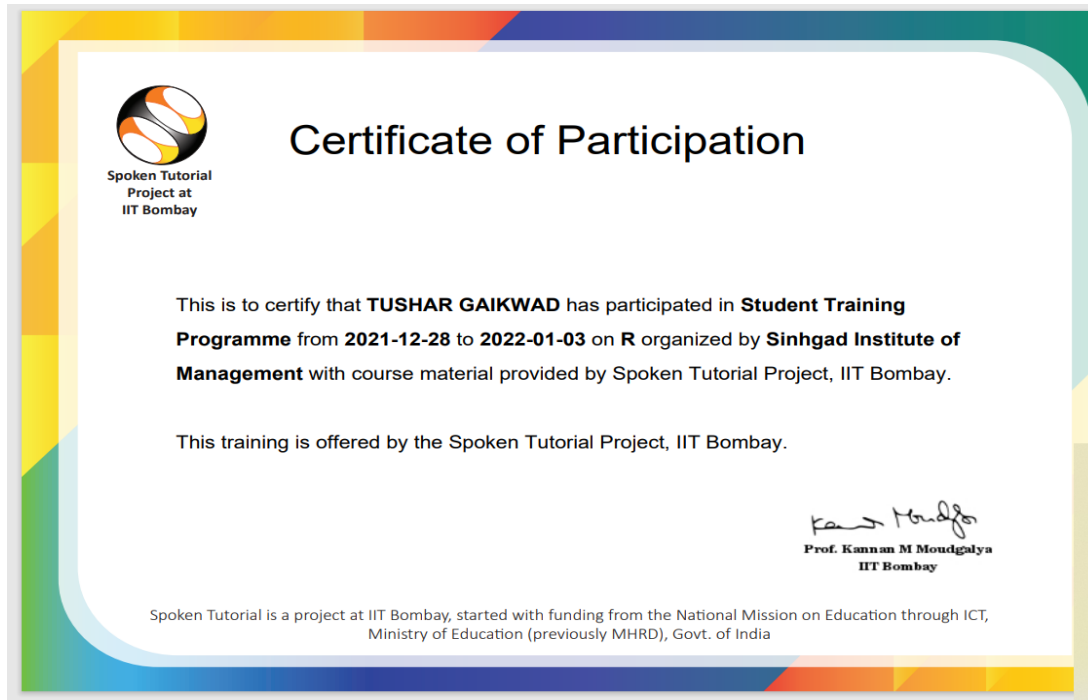 Spoken Tutorial
Project at
IIT Bombay
Certificate of Participation
This is to certify that TUSHAR GAIKWAD has participated in Student Training
Programme from 2021-12-28 to 2022-01-03 on R organized by Sinhgad Institute of
Management with course material provided by Spoken Tutorial Project, IIT Bombay.
This training is offered by the Spoken Tutorial Project, IIT Bombay.
Prof. Kannan M Moudgalya
IIT Bombay
Spoken Tutorial is a project at IIT Bombay, started with funding from the National Mission on Education through ICT,
Ministry of Education (previously MHRD), Govt. of India